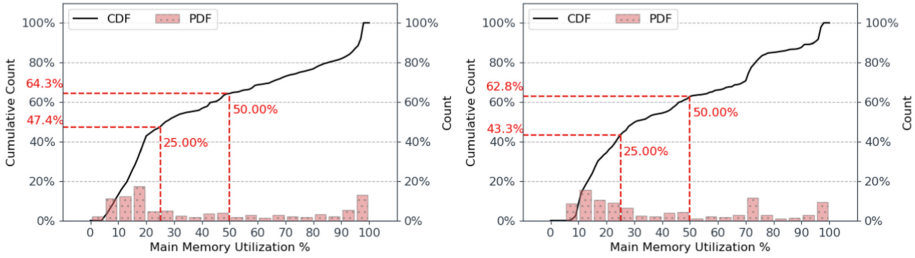 CDF PDF
100% 100%
80% 80%
64.3%
60% 60%
50.00%
47.4%
40% 40%
25.00%
20% 20%
0% 0%
0 10 20 30 40 50 60 70 80 90 100
Main Memory Utilization %
Cumulative Count
Count
CDF PDF
100% 100%
80% 80%
62.8%
60% 60%
50.00%
43.3%
40% 40%
25.00%
20% 20%
0% 0%
0 10 20 30 40 50 60 70 80 90 100
Main Memory Utilization %
Cumulative Count
Count